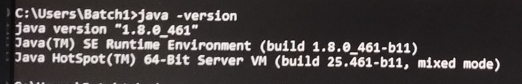 C:\Users\Batch1>java -version
java version "1.8.0_461"
Java(TM) SE Runtime Environment (build 1.8.0_461-b11)
Java HotSpot(TM) 64-Bit Server VM (build 25.461-b11, mixed mode)